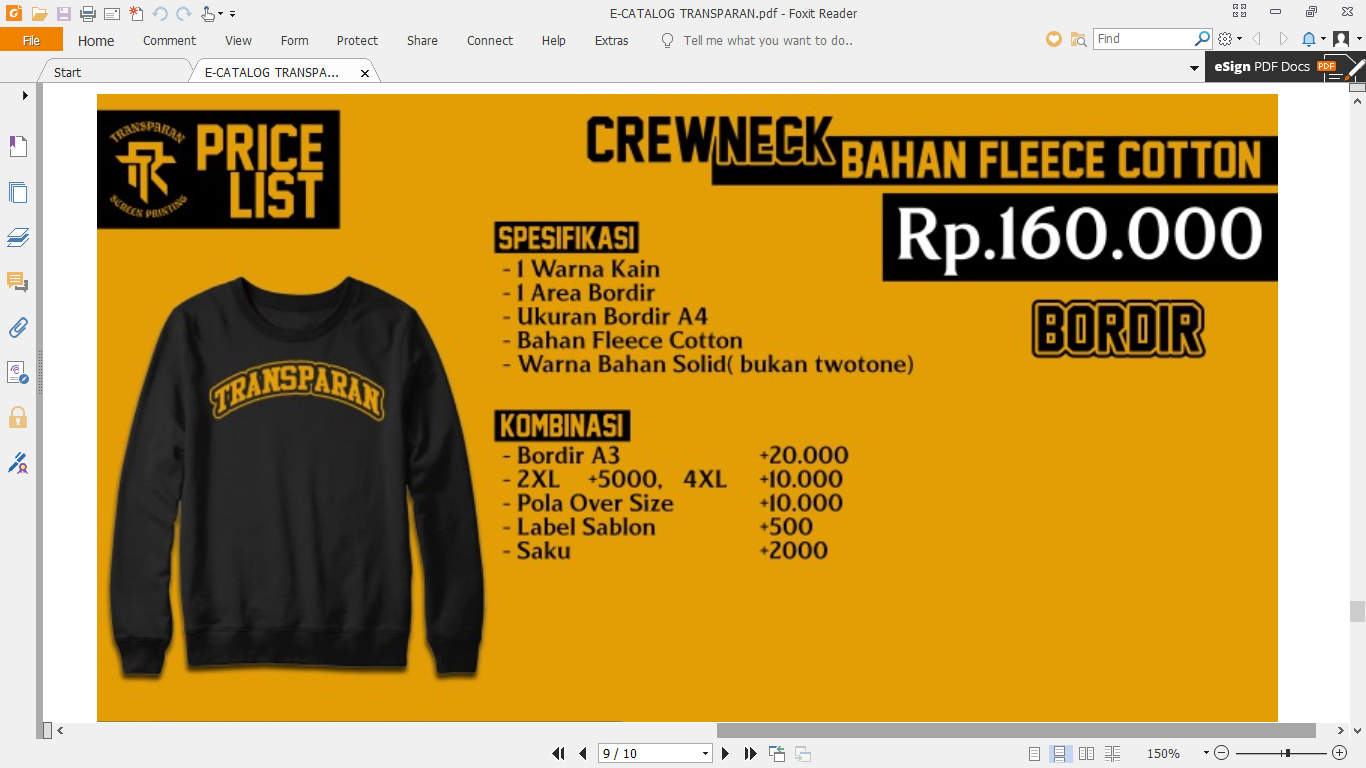 E-CATALOG TRANSPARAN.pdf - Foxit Reader
File Home Comment View Form Protect Share Connect Help Extras Tell me what you want to do.. Find
Start E-CATALOG TRANSPA... eSign PDF Docs PDF
TRANSPARAN
SCREEN PRINTING
PRICE
LIST
CREWNECK
BAHAN FLEECE COTTON
Rp.160.000
BORDIR
SPESIFIKASI
- 1 Warna Kain
- 1 Area Bordir
- Ukuran Bordir A4
- Bahan Fleece Cotton
- Warna Bahan Solid( bukan twotone)
TRANSPARAN
KOMBINASI
- Bordir A3 +20.000
- 2XL +5000, 4XL +10.000
- Pola Over Size +10.000
- Label Sablon +500
- Saku +2000
9 / 10
150%